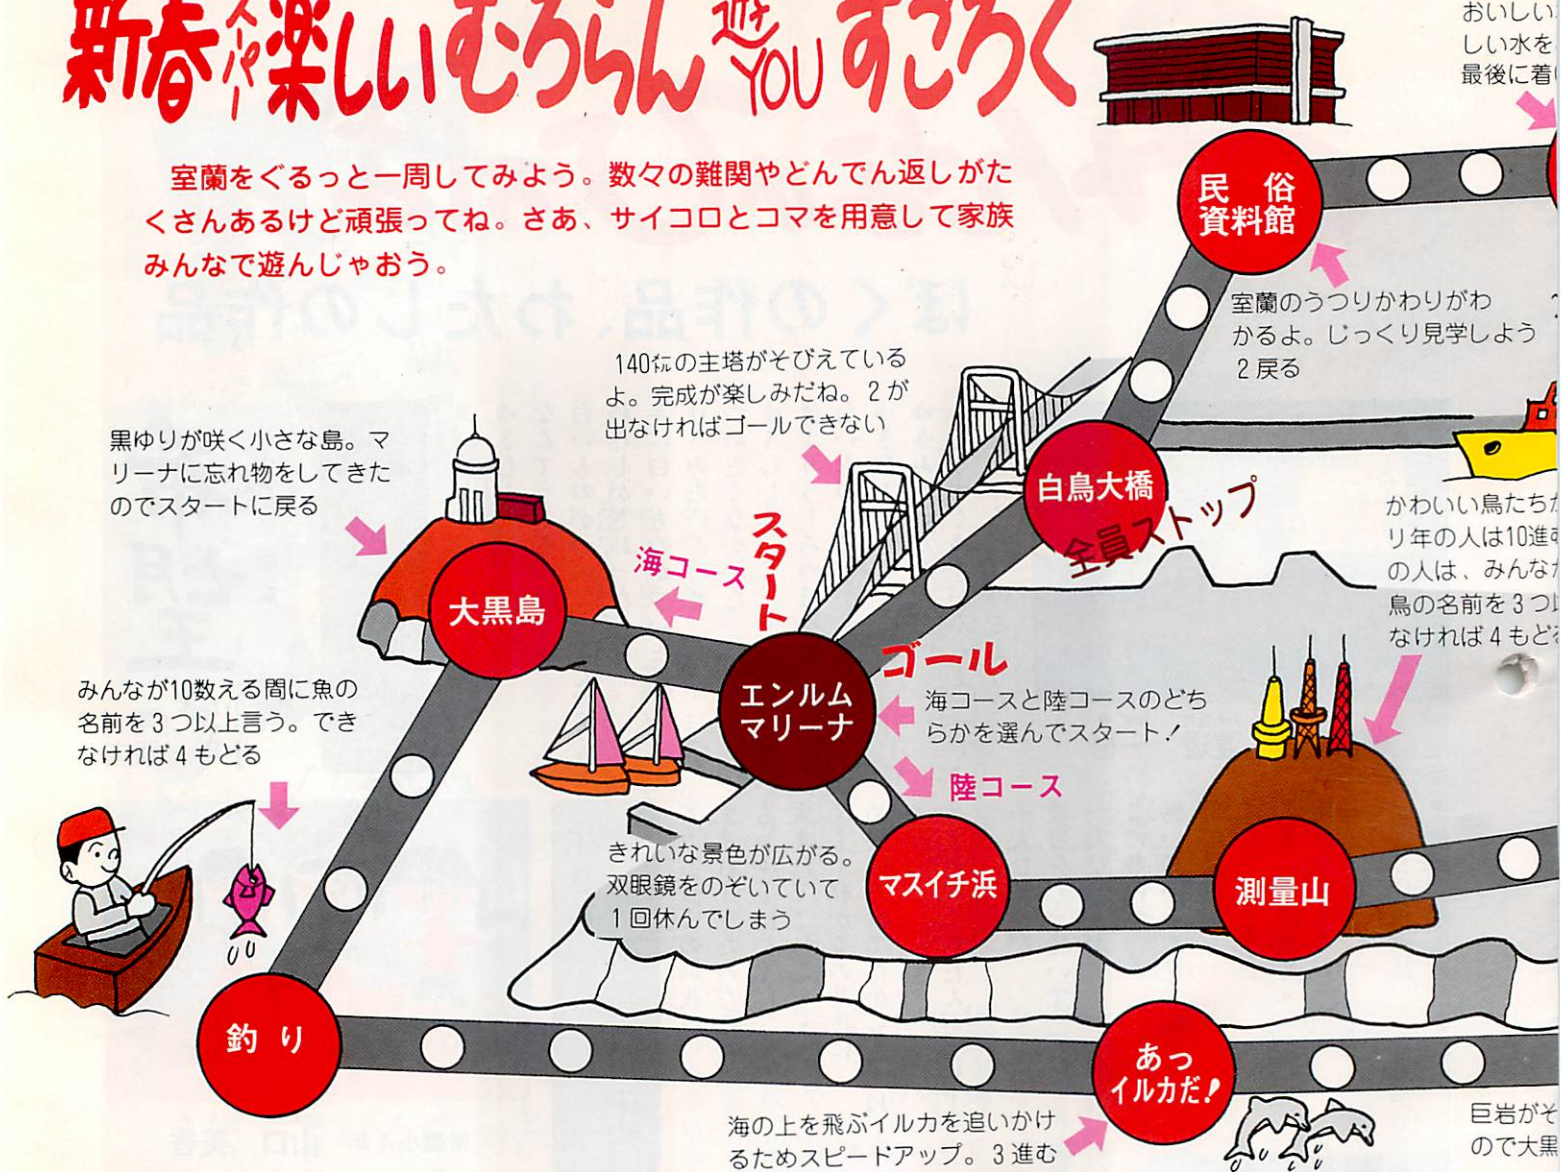 新春スーパー楽しいむろらん遊YOUすごろく
室蘭をぐるっと一周してみよう。数々の難関やどんでん返しがた
くさんあるけど頑張ってね。さあ、サイコロとコマを用意して家族
みんなで遊んじゃおう。
おいしい
しい水を
最後に着
民俗
資料館
室蘭のうつりかわりがわ
かるよ。じっくり見学しよう
2戻る
140㍍の主塔がそびえている
よ。完成が楽しみだね。2が
出なければゴールできない
白鳥大橋
全員ストップ
黒ゆりが咲く小さな島。マ
リーナに忘れ物をしてきた
のでスタートに戻る
大黒島
海コース
スタート
かわいい鳥たち
リ年の人は10進
の人は、みんな
鳥の名前を3つ
なければ4もど
エンルム
マリーナ
ゴール
海コースと陸コースのどち
らかを選んでスタート!
陸コース
みんなが10数える間に魚の
名前を3つ以上言う。でき
なければ4もどる
きれいな景色が広がる。
双眼鏡をのぞいていて
1回休んでしまう
マスイチ浜
測量山
釣り
あっ
イルカだ!
海の上を飛ぶイルカを追いかけ
るためスピードアップ。3進む
巨岩がそ
ので大黒
ぼくの作品、わたしの作品